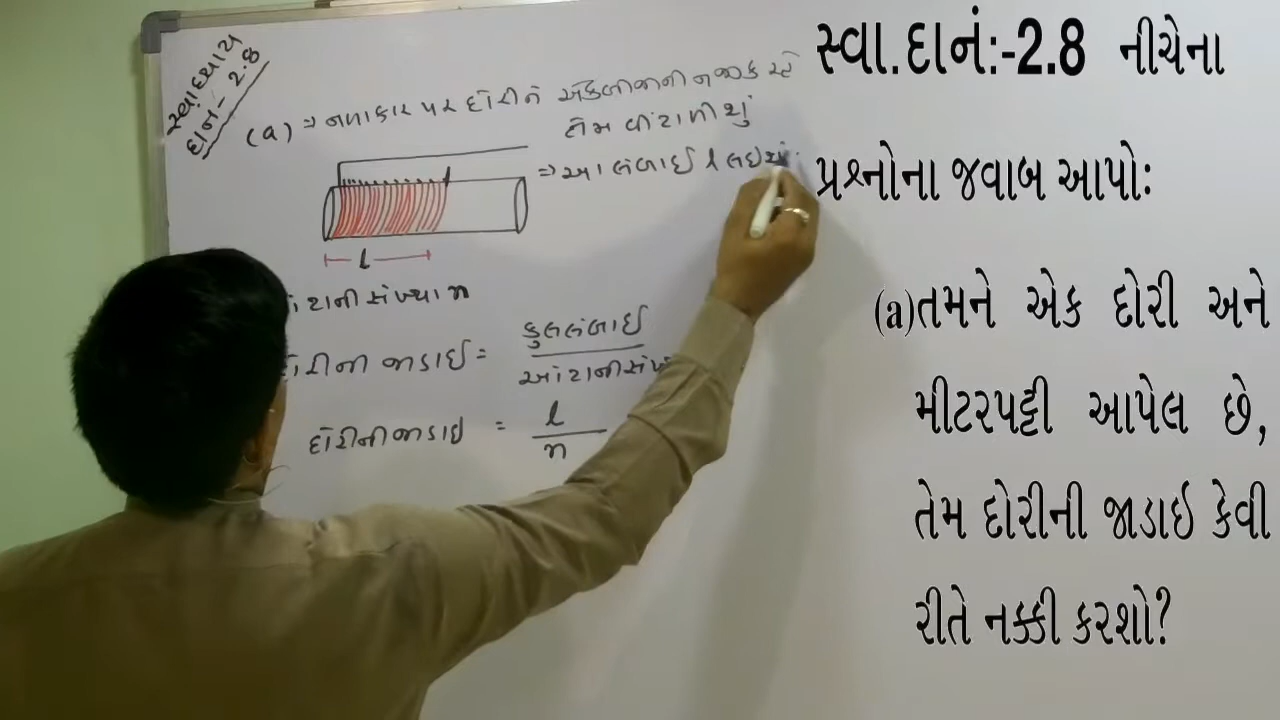 સ્વાધ્યાય
દાન- 2.8
(a) ⇒ નળાકાર પર દોરીને એકબીજાની નજીક રહે
તેમ વીંટાળીશું
⇒ આ લંબાઈ l લઇશું.
l
આંટાની સંખ્યા n
દોરીની જાડાઈ = કુલલંબાઈ
આંટાની સંખ્
દોરીની જાડાઇ = l
n
સ્વા.દાનં:-2.8 નીચેના
પ્રશ્નોના જવાબ આપો:
(a)તમને એક દોરી અને
મીટરપટ્ટી આપેલ છે,
તેમ દોરીની જાડાઇ કેવી
રીતે નક્કી કરશો?